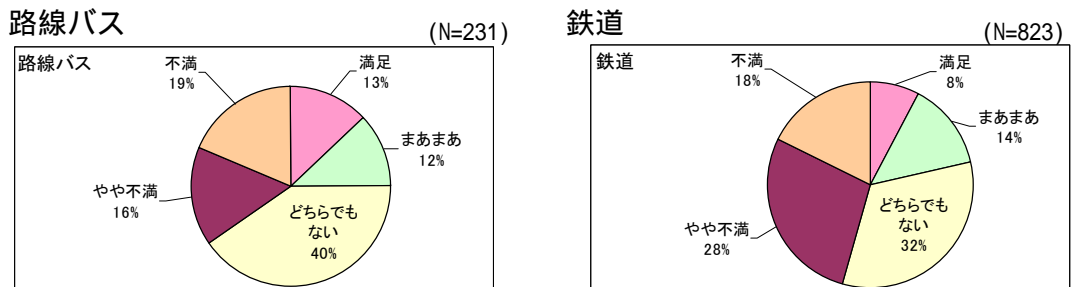 路線バス
(N=231)
路線バス
不満
19%
満足
13%
まあまあ
12%
やや不満
16%
どちらでも
ない
40%
鉄道
(N=823)
鉄道
不満
18%
満足
8%
まあまあ
14%
やや不満
28%
どちらでも
ない
32%